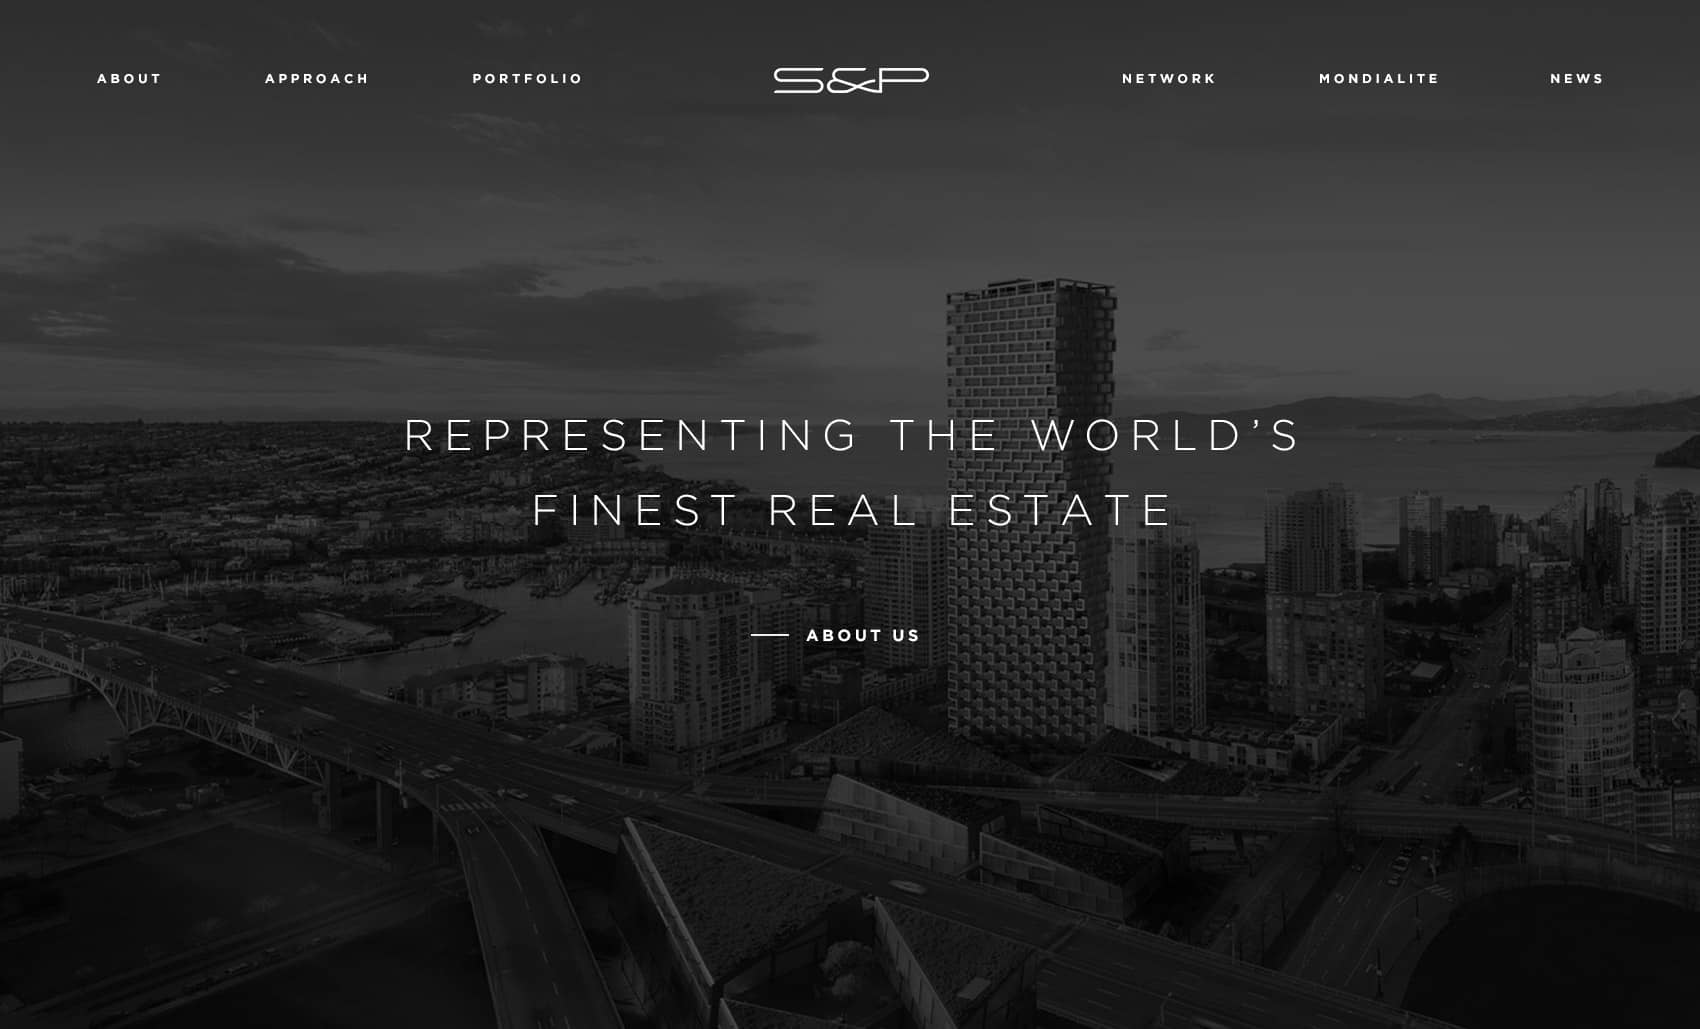 ABOUT APPROACH PORTFOLIO S&P NETWORK MONDIALITE NEWS
REPRESENTING THE WORLD’S
FINEST REAL ESTATE
ABOUT US